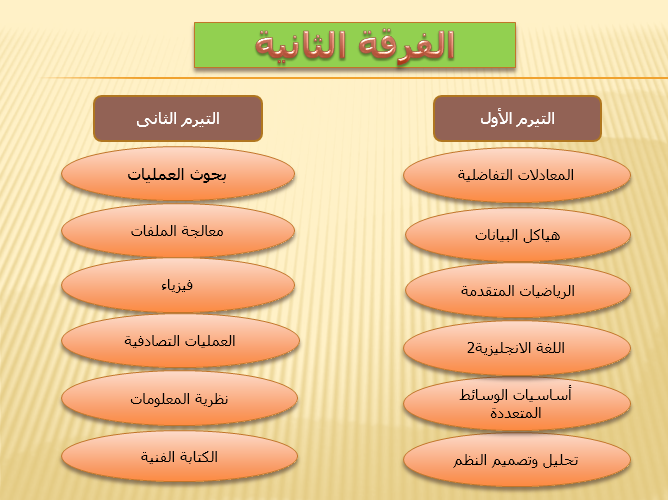 الفرقة الثانية
التيرم الأول
المعادلات التفاضلية
هياكل البيانات
الرياضيات المتقدمة
اللغة الانجليزية2
أساسيات الوسائط
المتعددة
تحليل وتصميم النظم
التيرم الثانى
بحوث العمليات
معالجة الملفات
فيزياء
العمليات التصادفية
نظرية المعلومات
الكتابة الفنية